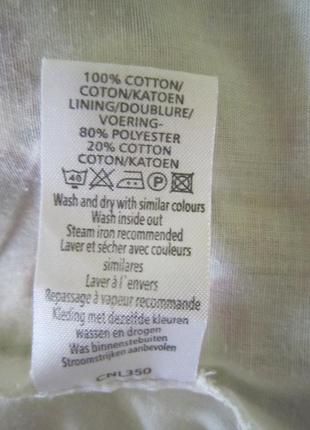 100% COTTON/
COTON/KATOEN
LINING/DOUBLURE/
VOERING-
80% POLYESTER
20% COTTON
COTON/KATOEN
40 P
Wash and dry with similar colours
Wash inside out
Steam iron recommended
Laver et sécher avec couleurs
similares
Laver à l'envers
Repassage à vapeur recommande
Kleding met dezelfde kleuren
wassen en drogen
Was binnenstebuiten
Stroomstrijken aanbevolen
CNL350